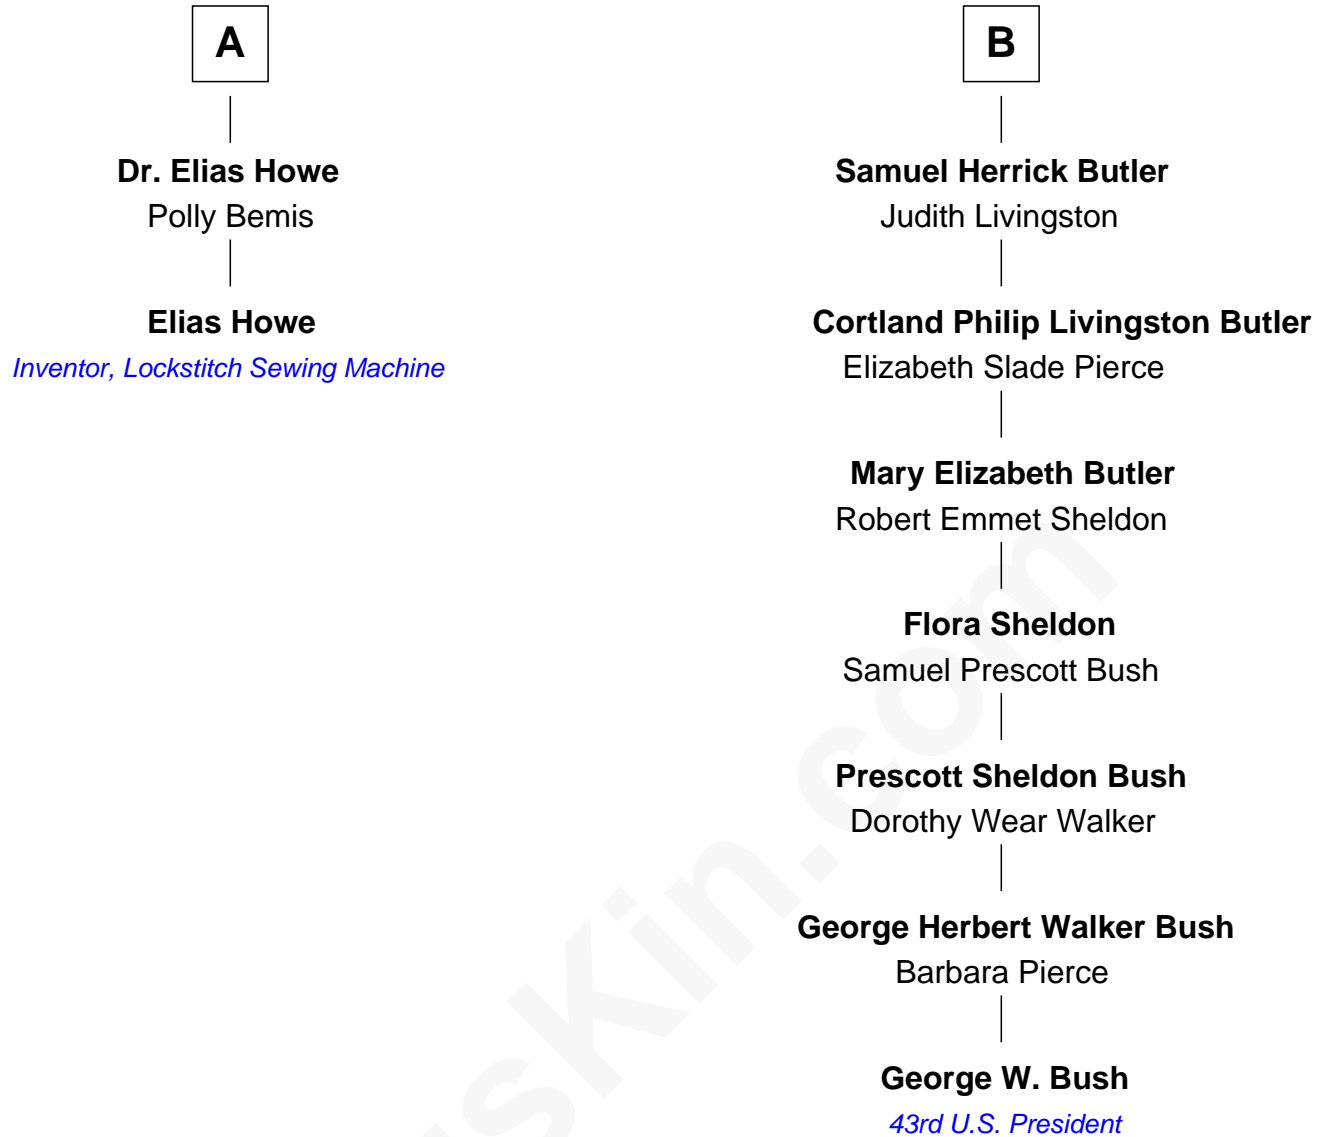 A
Dr. Elias Howe
Polly Bemis
Elias Howe
Inventor, Lockstitch Sewing Machine
B
Samuel Herrick Butler
Judith Livingston
Cortland Philip Livingston Butler
Elizabeth Slade Pierce
Mary Elizabeth Butler
Robert Emmet Sheldon
Flora Sheldon
Samuel Prescott Bush
Prescott Sheldon Bush
Dorothy Wear Walker
George Herbert Walker Bush
Barbara Pierce
George W. Bush
43rd U.S. President
sKin.com